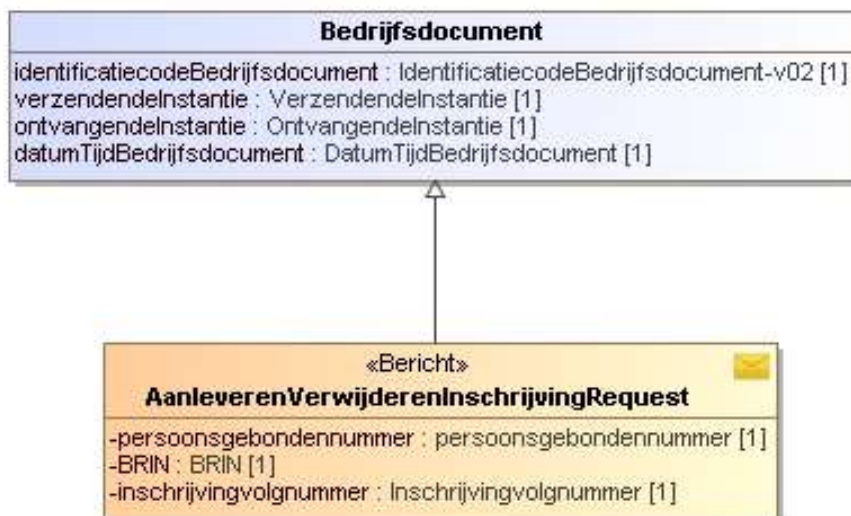 Bedrijfsdocument
identificatiecodeBedrijfsdocument : IdentificatiecodeBedrijfsdocument-v02 [1]
verzendendeInstantie : VerzendendeInstantie [1]
ontvangendeInstantie : OntvangendeInstantie [1]
datumTijdBedrijfsdocument : DatumTijdBedrijfsdocument [1]
«Bericht»
AanleverenVerwijderenInschrijvingRequest
-persoonsgebondennummer : persoonsgebondennummer [1]
-BRIN : BRIN [1]
-inschrijvingvolgnummer : Inschrijvingvolgnummer [1]